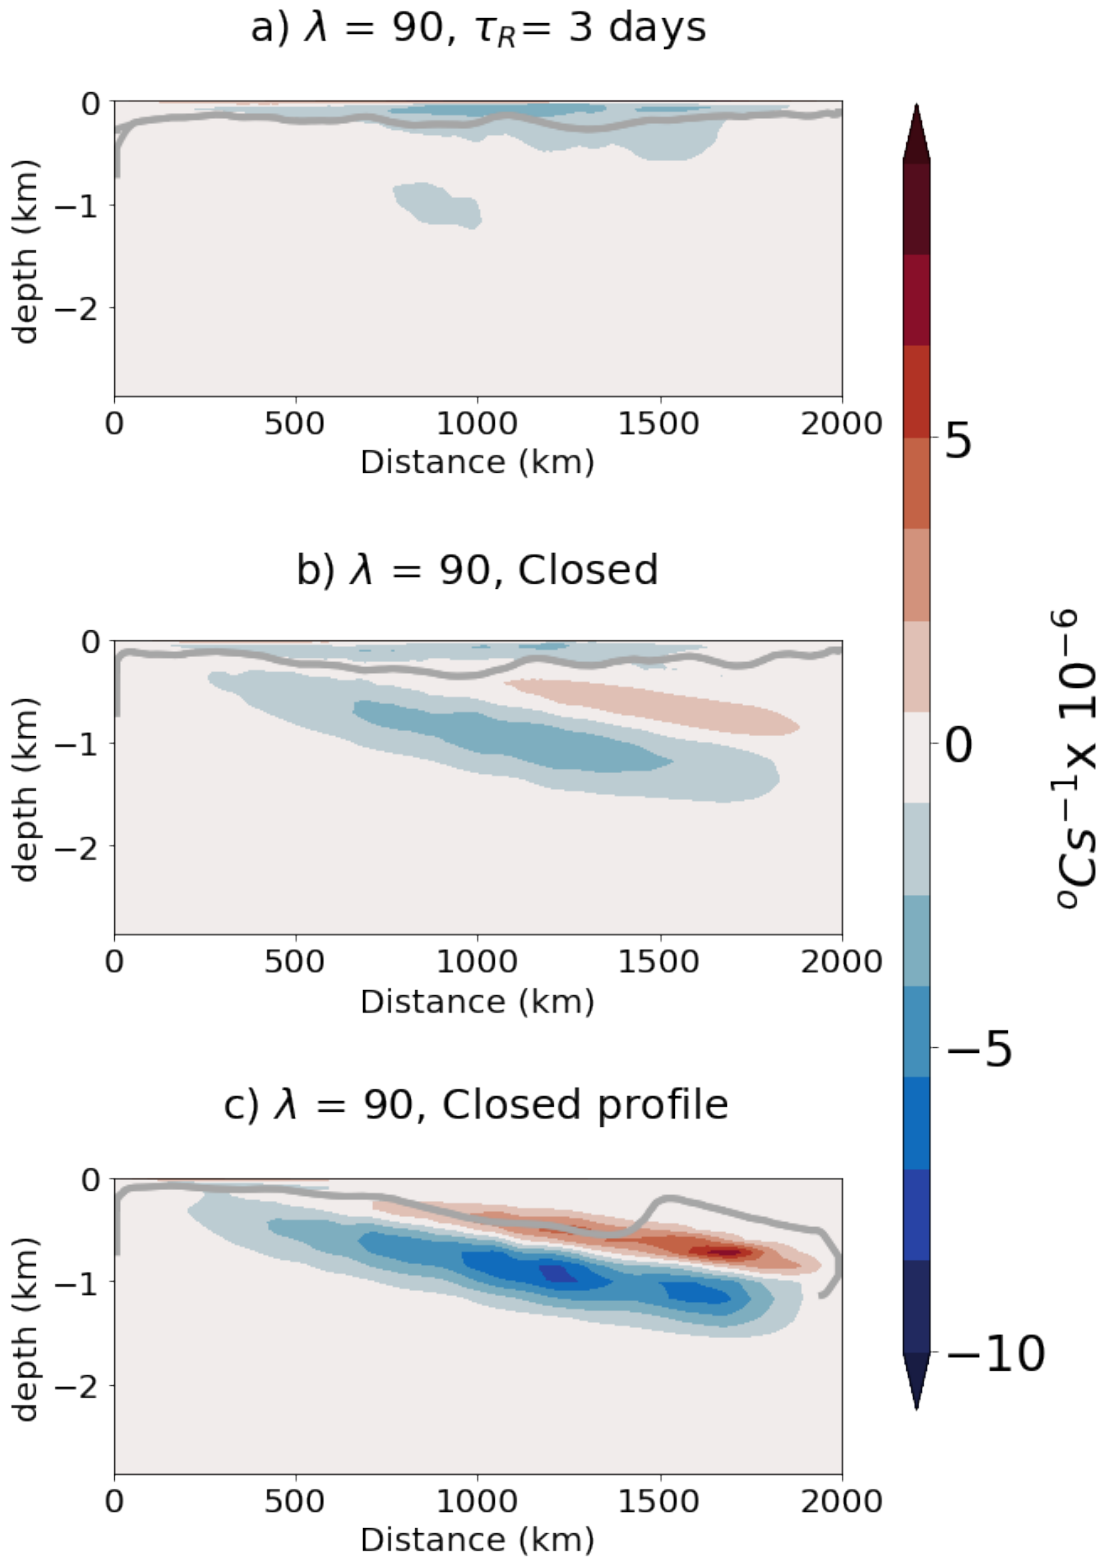 a) λ = 90, τ_R= 3 days
0
−1
−2
depth (km)
0 500 1000 1500 2000
Distance (km)
b) λ = 90, Closed
0
−1
−2
depth (km)
0 500 1000 1500 2000
Distance (km)
c) λ = 90, Closed profile
0
−1
−2
depth (km)
0 500 1000 1500 2000
Distance (km)
5
0
−5
−10
°Cs⁻¹x 10⁻⁶